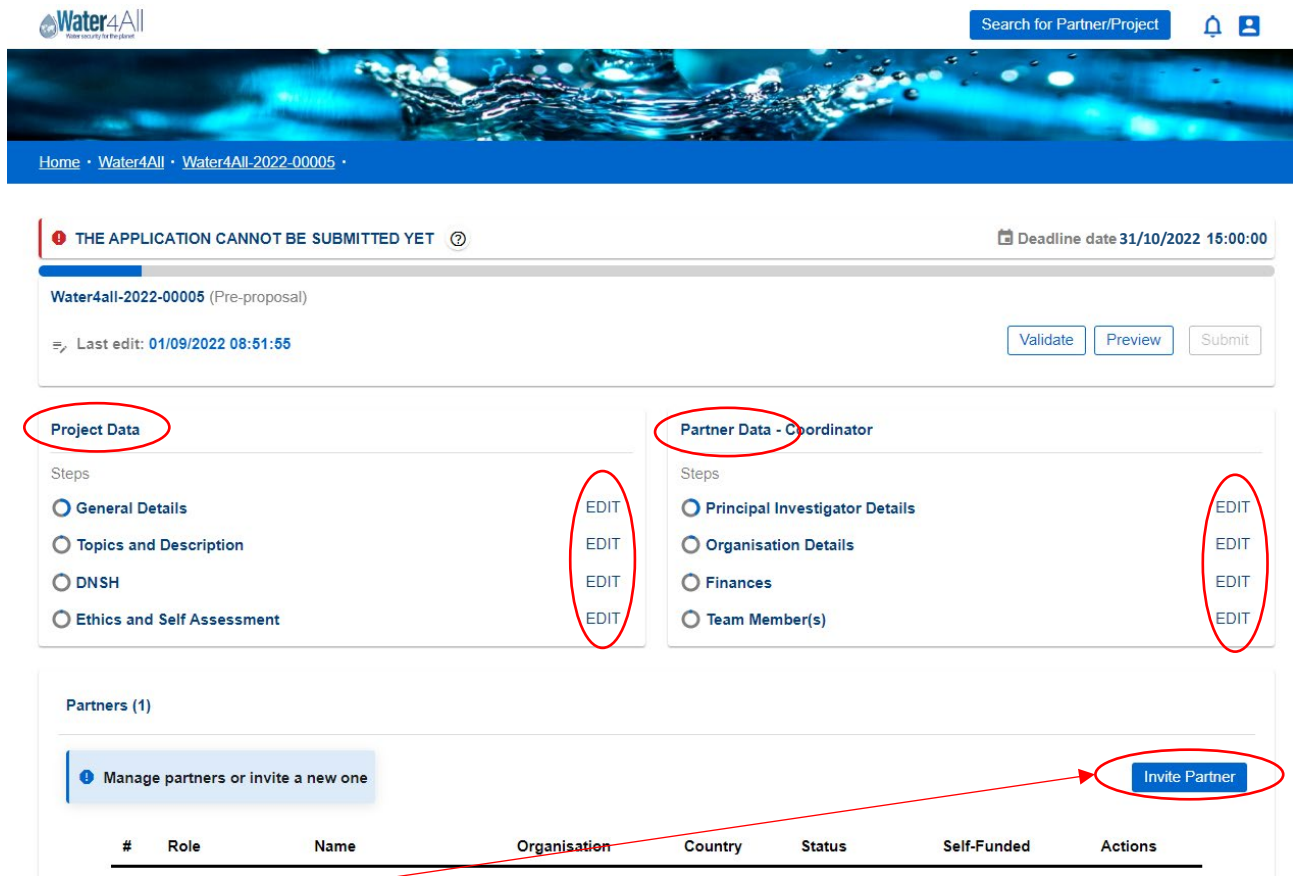 Water4All
Water security for the planet
Search for Partner/Project
Home • Water4All • Water4All-2022-00005 •
THE APPLICATION CANNOT BE SUBMITTED YET
Deadline date 31/10/2022 15:00:00
Water4all-2022-00005 (Pre-proposal)
Last edit: 01/09/2022 08:51:55
Validate Preview Submit
Project Data
Steps
General Details EDIT
Topics and Description EDIT
DNSH EDIT
Ethics and Self Assessment EDIT
Partner Data - Coordinator
Steps
Principal Investigator Details EDIT
Organisation Details EDIT
Finances EDIT
Team Member(s) EDIT
Partners (1)
Manage partners or invite a new one
Invite Partner
# Role Name Organisation Country Status Self-Funded Actions